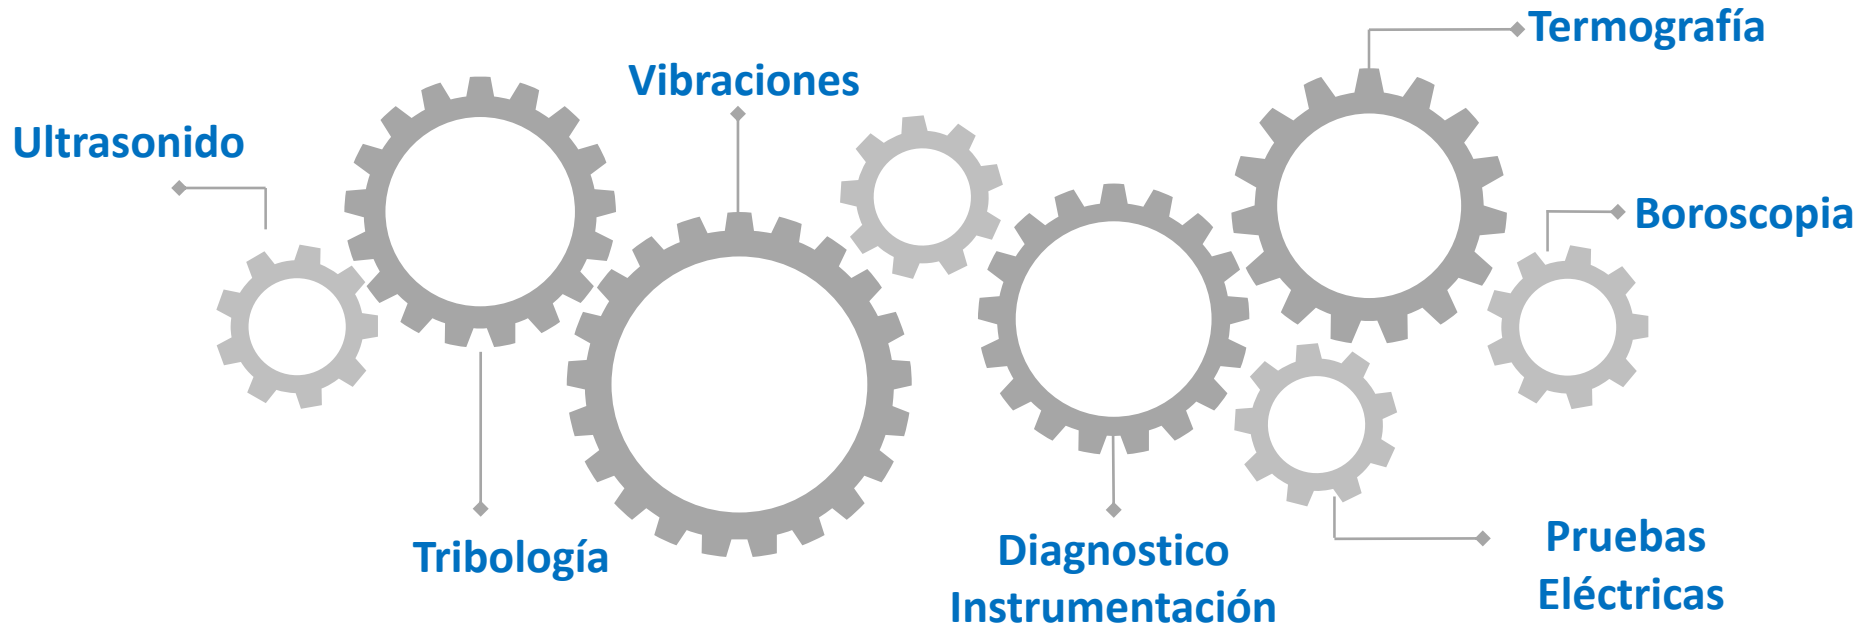 Termografía
Vibraciones
Ultrasonido
Boroscopia
Tribología
Diagnostico
Instrumentación
Pruebas
Eléctricas